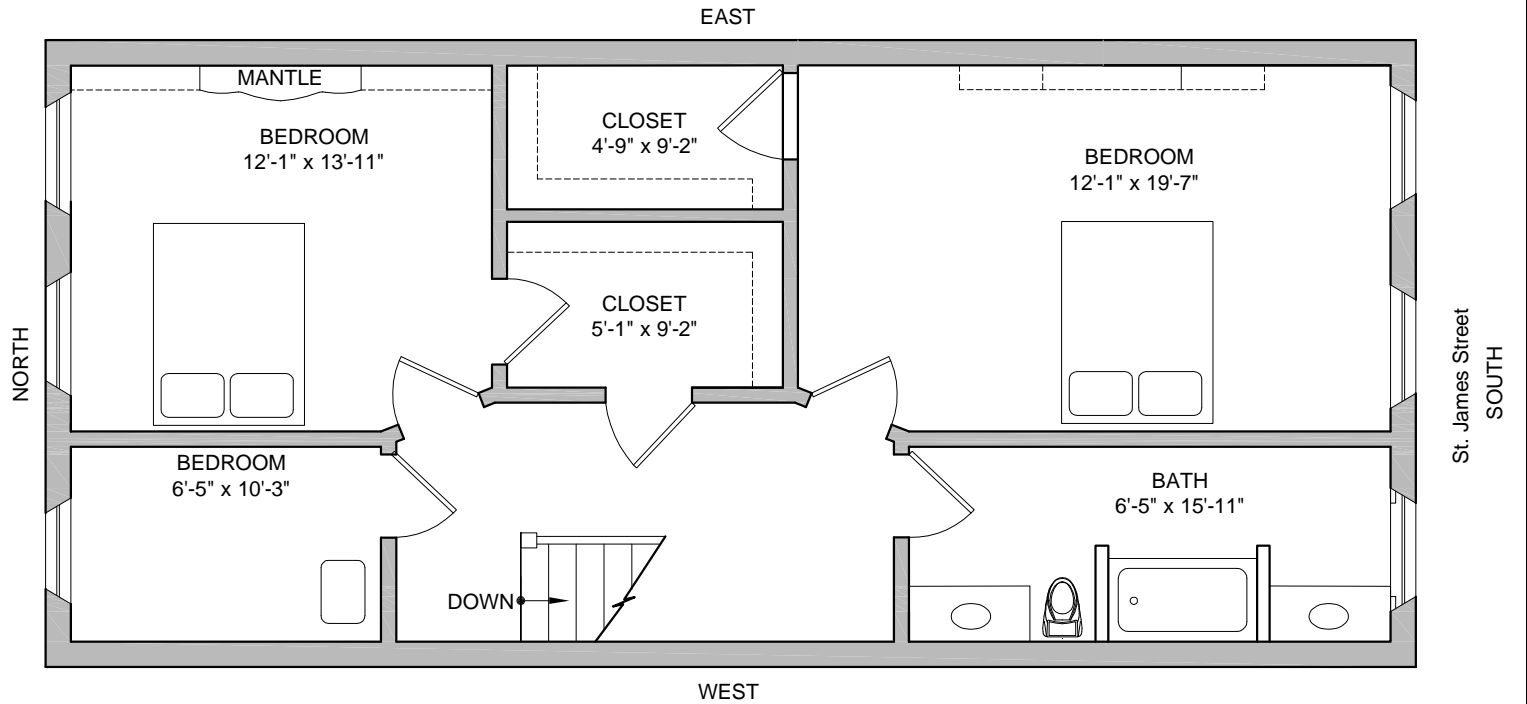 EAST
MANTLE
BEDROOM
12'-1" x 13'-11"
CLOSET
4'-9" x 9'-2"
BEDROOM
12'-1" x 19'-7"
CLOSET
5'-1" x 9'-2"
NORTH
St. James Street
SOUTH
BEDROOM
6'-5" x 10'-3"
BATH
6'-5" x 15'-11"
DOWN
WEST